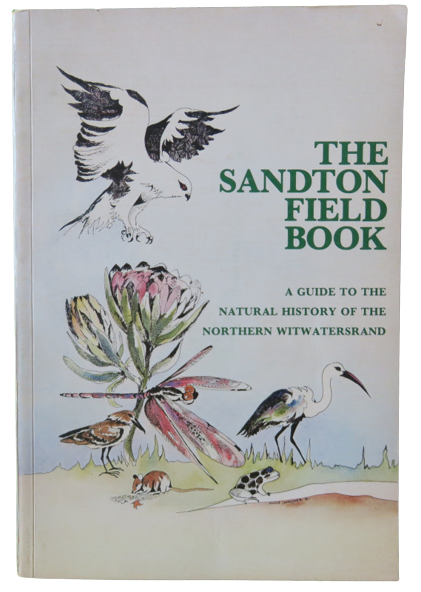 THE
SANDTON
FIELD
BOOK
A GUIDE TO THE
NATURAL HISTORY OF THE
NORTHERN WITWATERSRAND